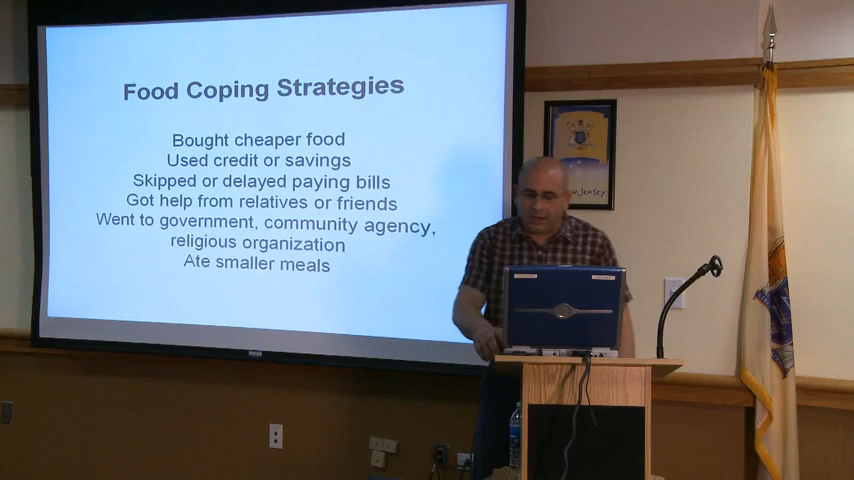 Food Coping Strategies
Bought cheaper food
Used credit or savings
Skipped or delayed paying bills
Got help from relatives or friends
Went to government, community agency,
religious organization
Ate smaller meals
JERSEY